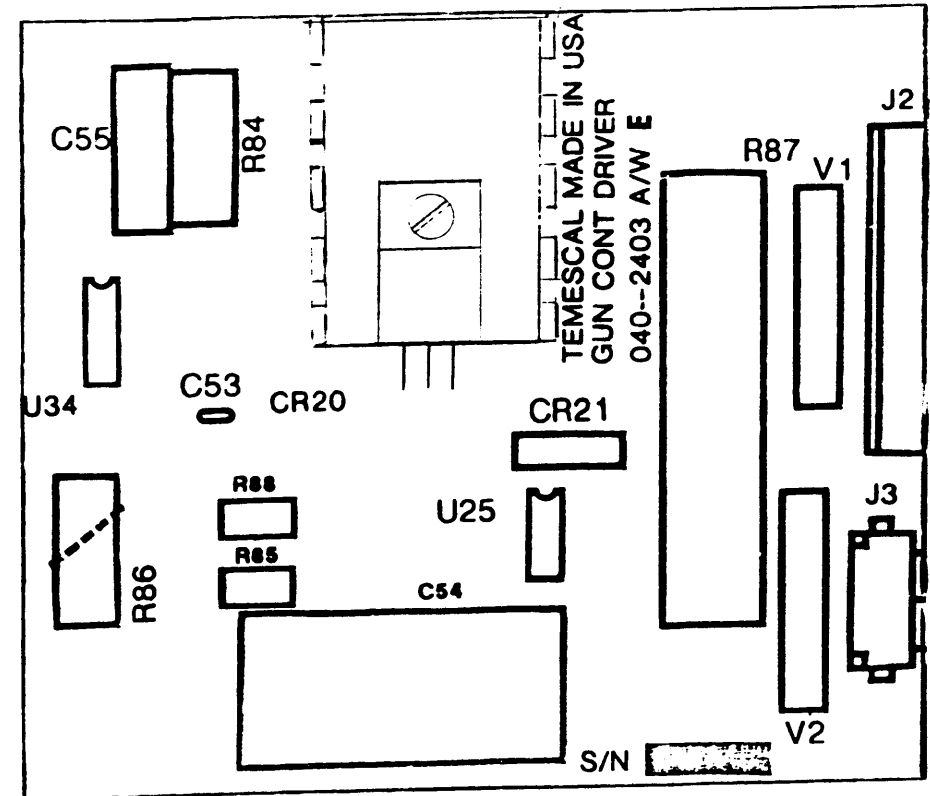 TEMESCAL MADE IN USA
GUN CONT DRIVER
040--2403 A/W E
J2
C55
R84
R87
V1
C53
CR20
U34
CR21
R88
U25
J3
R85
R86
C54
V2
S/N